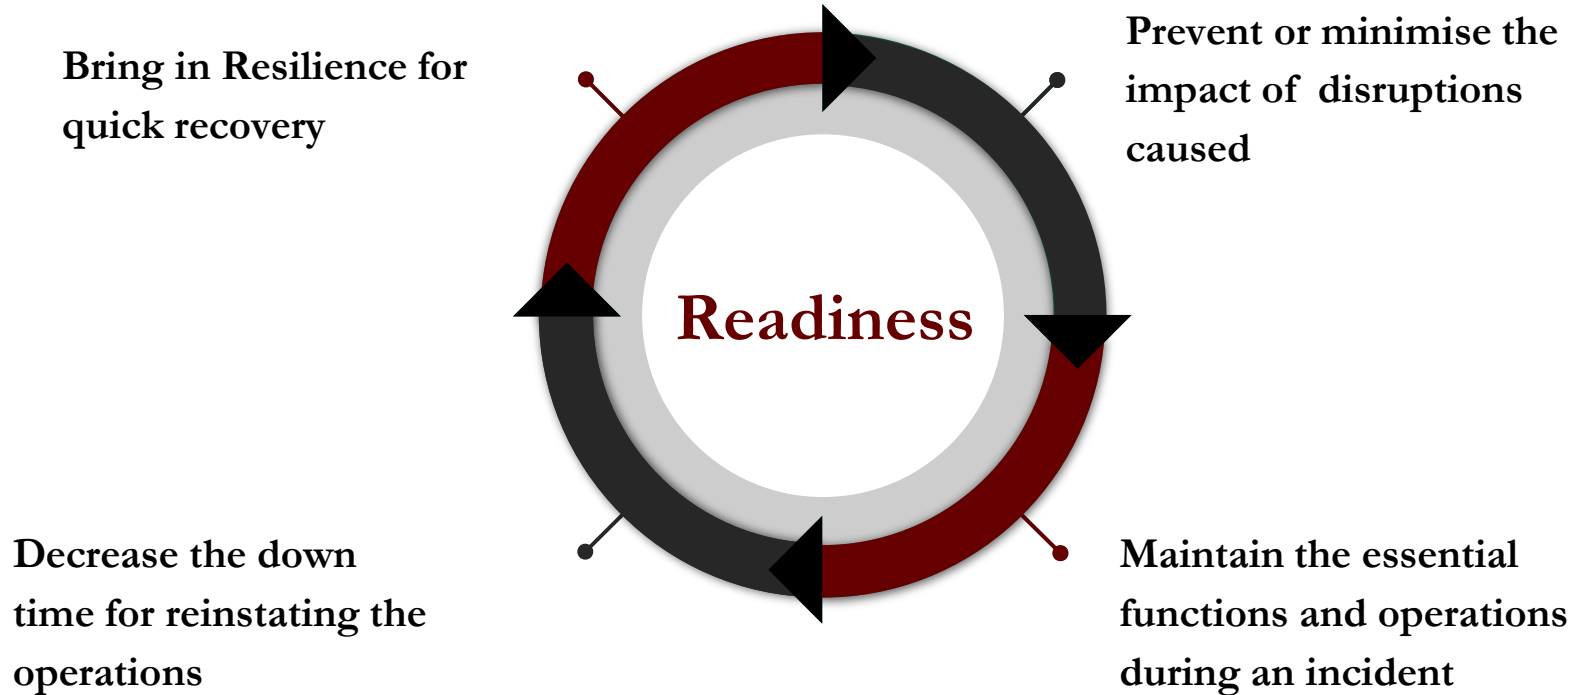 Bring in Resilience for
quick recovery
Prevent or minimise the
impact of  disruptions
caused
Readiness
Decrease the down
time for reinstating the
operations
Maintain the essential
functions and operations
during an incident